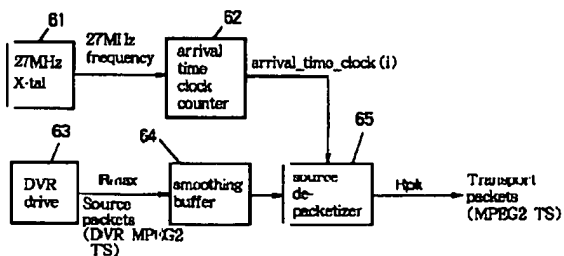 61
27MHz
X-tal
27MHz
frequency
62
arrival
time
clock
counter
arrival_time_clock(i)
63
DVR
drive
Rmax
Source
packets
(DVR MPEG2
TS)
64
smoothing
buffer
65
source
de-
packetizer
Rpk
Transport
packets
(MPEG2 TS)